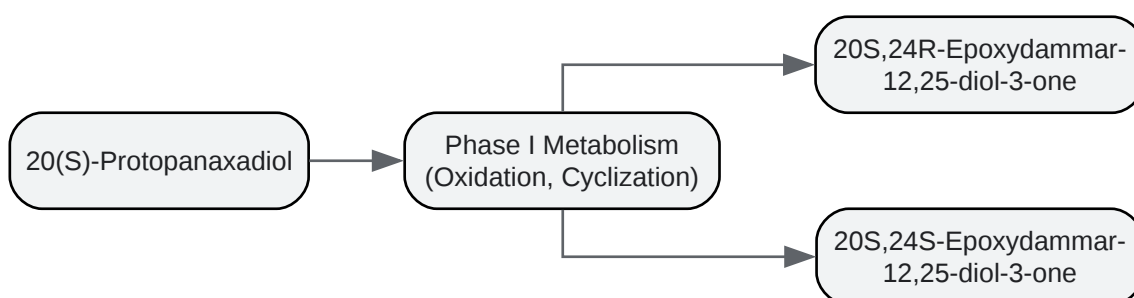 20(S)-Protopanaxadiol
Phase I Metabolism
(Oxidation, Cyclization)
20S,24R-Epoxydammar-
12,25-diol-3-one
20S,24S-Epoxydammar-
12,25-diol-3-one